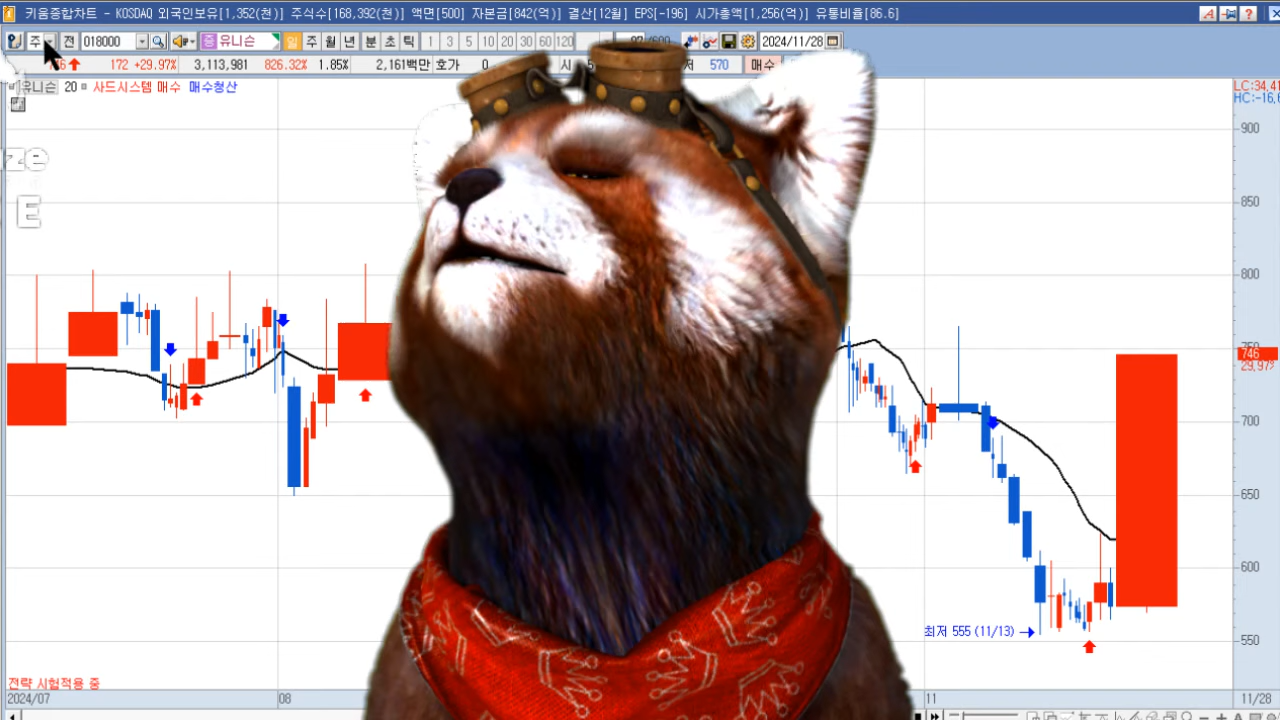 키움종합차트 - KOSDAQ 외국인보유[1,352(천)] 주식수[168,392(천)] 액면[500] 자본금[842(억)] 결산[12월] EPS[-196] 시가총액[1,256(억)] 유통비율[86.6]
주 전 018000 유니슨 일 주 월 년 분 초 틱 1 3 5 10 20 30 60 120 2024/11/28
172 +29.97% 3,113,981 826.32% 1.85% 2,161백만 호가 0 시 570 매수
유니슨 20 사드시스템 매수 매수청산
E
900
850
800
750
746
29.97%
700
650
600
최저 555 (11/13)
550
전략 시험적용 중
2024/07 08 11 11/28